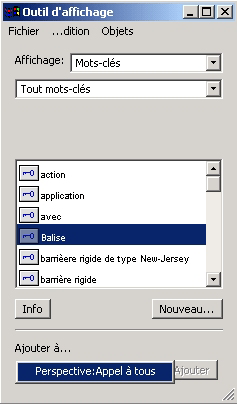 Outil d'affichage
Fichier ...dition Objets
Affichage: Mots-clés
Tout mots-clés
action
application
avec
Balise
barrièere rigide de type New-Jersey
barrière rigide
Info Nouveau...
Ajouter à...
Perspective:Appel à tous Ajouter